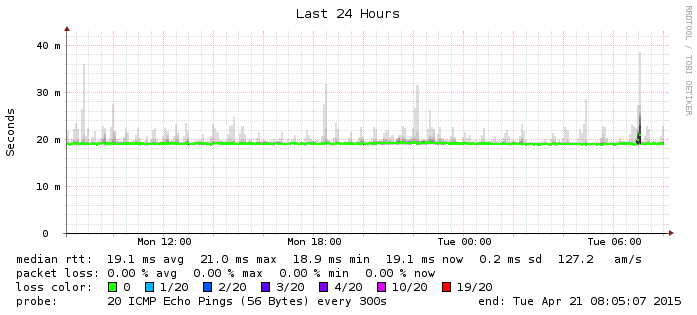 Last 24 Hours
RRDTOOL / TOBI OETIKER
Seconds
40 m
30 m
20 m
10 m
0
Mon 12:00 Mon 18:00 Tue 00:00 Tue 06:00
median rtt: 19.1 ms avg 21.0 ms max 18.9 ms min 19.1 ms now 0.2 ms sd 127.2 am/s
packet loss: 0.00 % avg 0.00 % max 0.00 % min 0.00 % now
loss color: 0 1/20 2/20 3/20 4/20 10/20 19/20
probe: 20 ICMP Echo Pings (56 Bytes) every 300s end: Tue Apr 21 08:05:07 2015